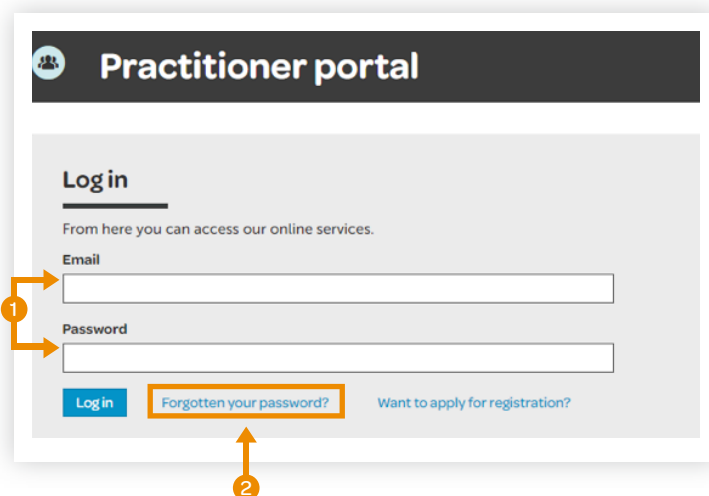 Practitioner portal
Log in
From here you can access our online services.
Email
1
Password
Log in Forgotten your password? Want to apply for registration?
2